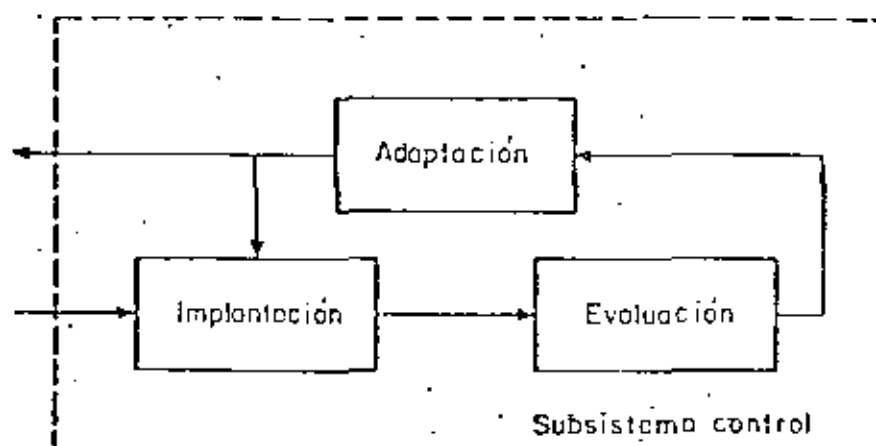 Adaptación
Implantación
Evaluación
Subsistema control